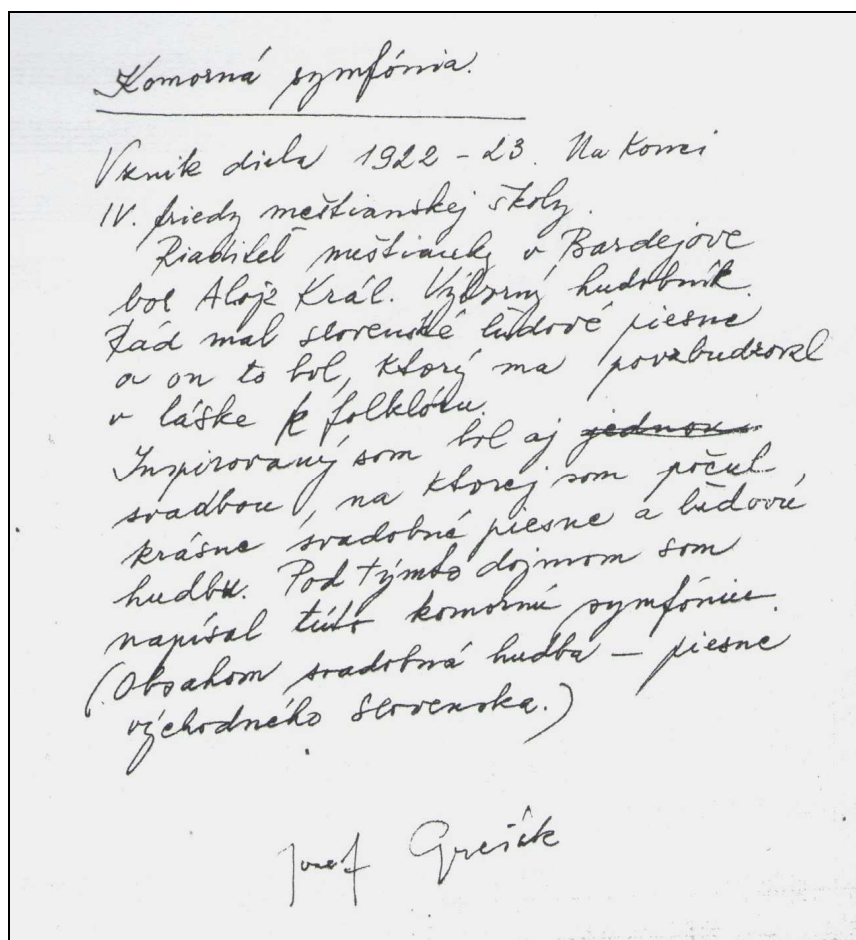 Komorná symfónia.
Vznik diela 1922 - 23. Na konci
IV. triedy meštianskej školy.
Riaditeľ meštianky v Bardejove
bol Alojz Král. Výborný hudobník.
Rád mal slovenské ľudové piesne
a on to bol, ktorý ma povzbudzoval
v láske k folklóru.
Inspirovaný som bol aj jednou
svadbou, na ktorej som počul
krásne svadobné piesne a ľudovú
hudbu. Pod týmto dojmom som
napísal túto komornú symfóniu.
(Obsahom svadobná hudba – piesne
východného Slovenska.)
Jozef Grešák